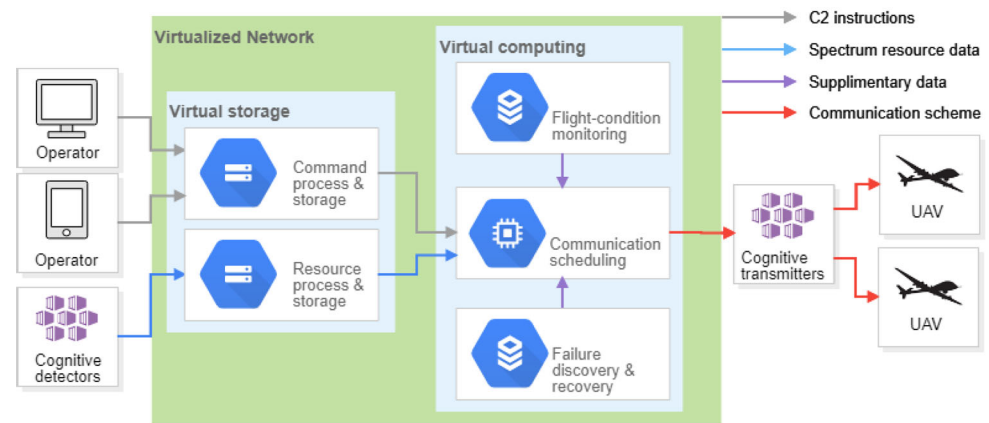 Virtualized Network
Virtual computing
C2 instructions
Spectrum resource data
Supplimentary data
Communication scheme
Operator
Operator
Cognitive
detectors
Virtual storage
Command
process &
storage
Resource
process &
storage
Flight-condition
monitoring
Communication
scheduling
Failure
discovery &
recovery
Cognitive
transmitters
UAV
UAV